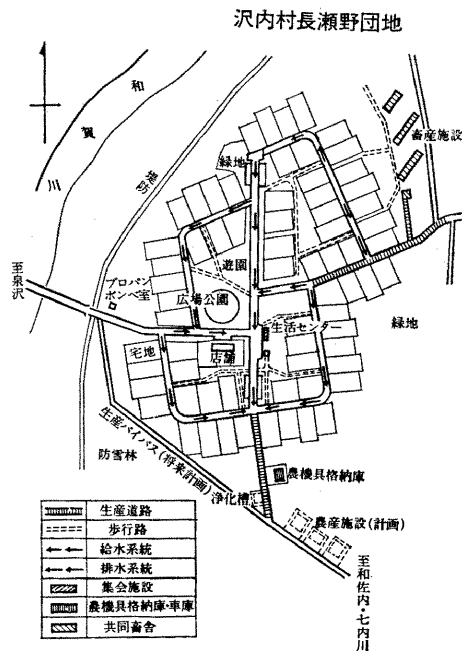 沢内村長瀬野団地
和賀川
堤防
緑地
畜産施設
至泉沢
プロパンボンベ室
遊園
広場公園
生活センター
緑地
店舗
宅地
生産バイパス(将来計画)
防雪林
農機具格納庫
浄化槽
農産施設(計画)
至和佐内・七内川
生産道路
歩行路
給水系統
排水系統
集会施設
農機具格納庫・車庫
共同畜舎